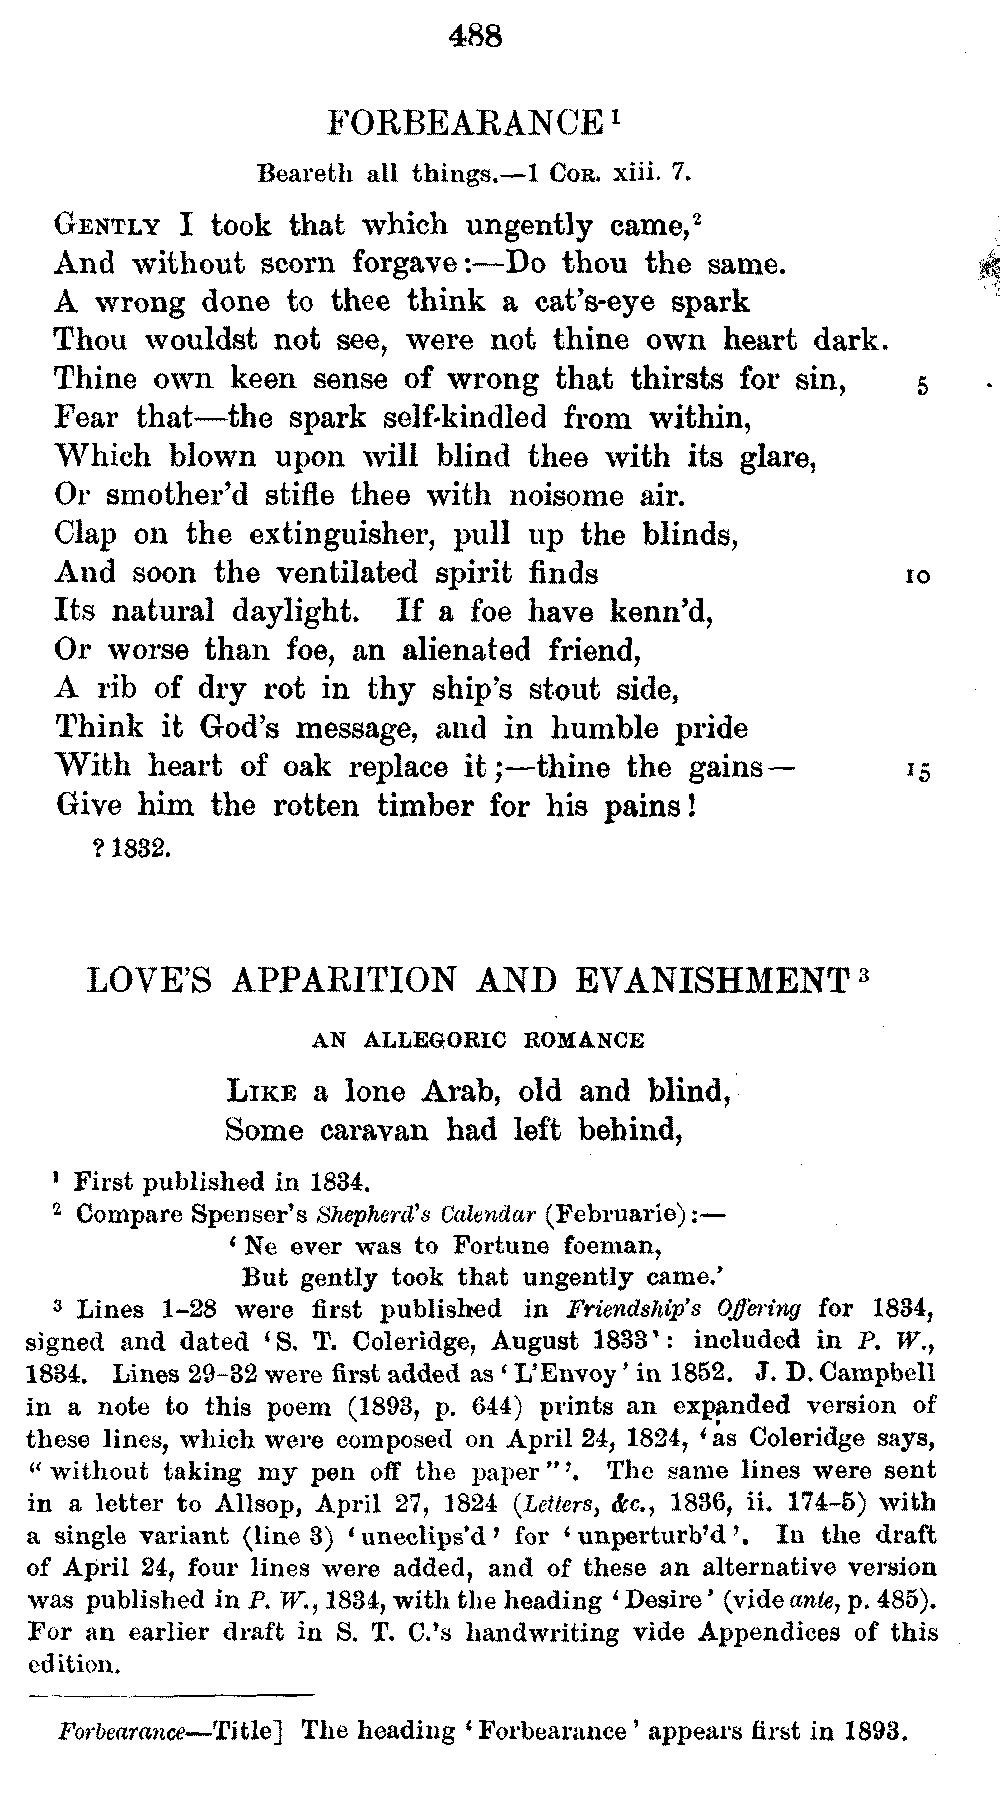 488
FORBEARANCE¹
Beareth all things.—1 COR. xiii. 7.
GENTLY I took that which ungently came,²
And without scorn forgave:—Do thou the same.
A wrong done to thee think a cat's-eye spark
Thou wouldst not see, were not thine own heart dark.
Thine own keen sense of wrong that thirsts for sin, 5
Fear that—the spark self-kindled from within,
Which blown upon will blind thee with its glare,
Or smother'd stifle thee with noisome air.
Clap on the extinguisher, pull up the blinds,
And soon the ventilated spirit finds 10
Its natural daylight. If a foe have kenn'd,
Or worse than foe, an alienated friend,
A rib of dry rot in thy ship's stout side,
Think it God's message, and in humble pride
With heart of oak replace it;—thine the gains— 15
Give him the rotten timber for his pains!
? 1832.
LOVE'S APPARITION AND EVANISHMENT³
AN ALLEGORIC ROMANCE
LIKE a lone Arab, old and blind,
Some caravan had left behind,
¹ First published in 1834.
² Compare Spenser's Shepherd's Calendar (Februarie):—
‘Ne ever was to Fortune foeman,
But gently took that ungently came.’
³ Lines 1–28 were first published in Friendship's Offering for 1834,
signed and dated ‘S. T. Coleridge, August 1833’: included in P. W.,
1834. Lines 29–32 were first added as ‘L'Envoy’ in 1852. J. D. Campbell
in a note to this poem (1893, p. 644) prints an expanded version of
these lines, which were composed on April 24, 1824, ‘as Coleridge says,
“without taking my pen off the paper”’. The same lines were sent
in a letter to Allsop, April 27, 1824 (Letters, &c., 1836, ii. 174–5) with
a single variant (line 3) ‘uneclips'd’ for ‘unperturb'd’. In the draft
of April 24, four lines were added, and of these an alternative version
was published in P. W., 1834, with the heading ‘Desire’ (vide ante, p. 485).
For an earlier draft in S. T. C.'s handwriting vide Appendices of this
edition.
Forbearance—Title] The heading ‘Forbearance’ appears first in 1893.